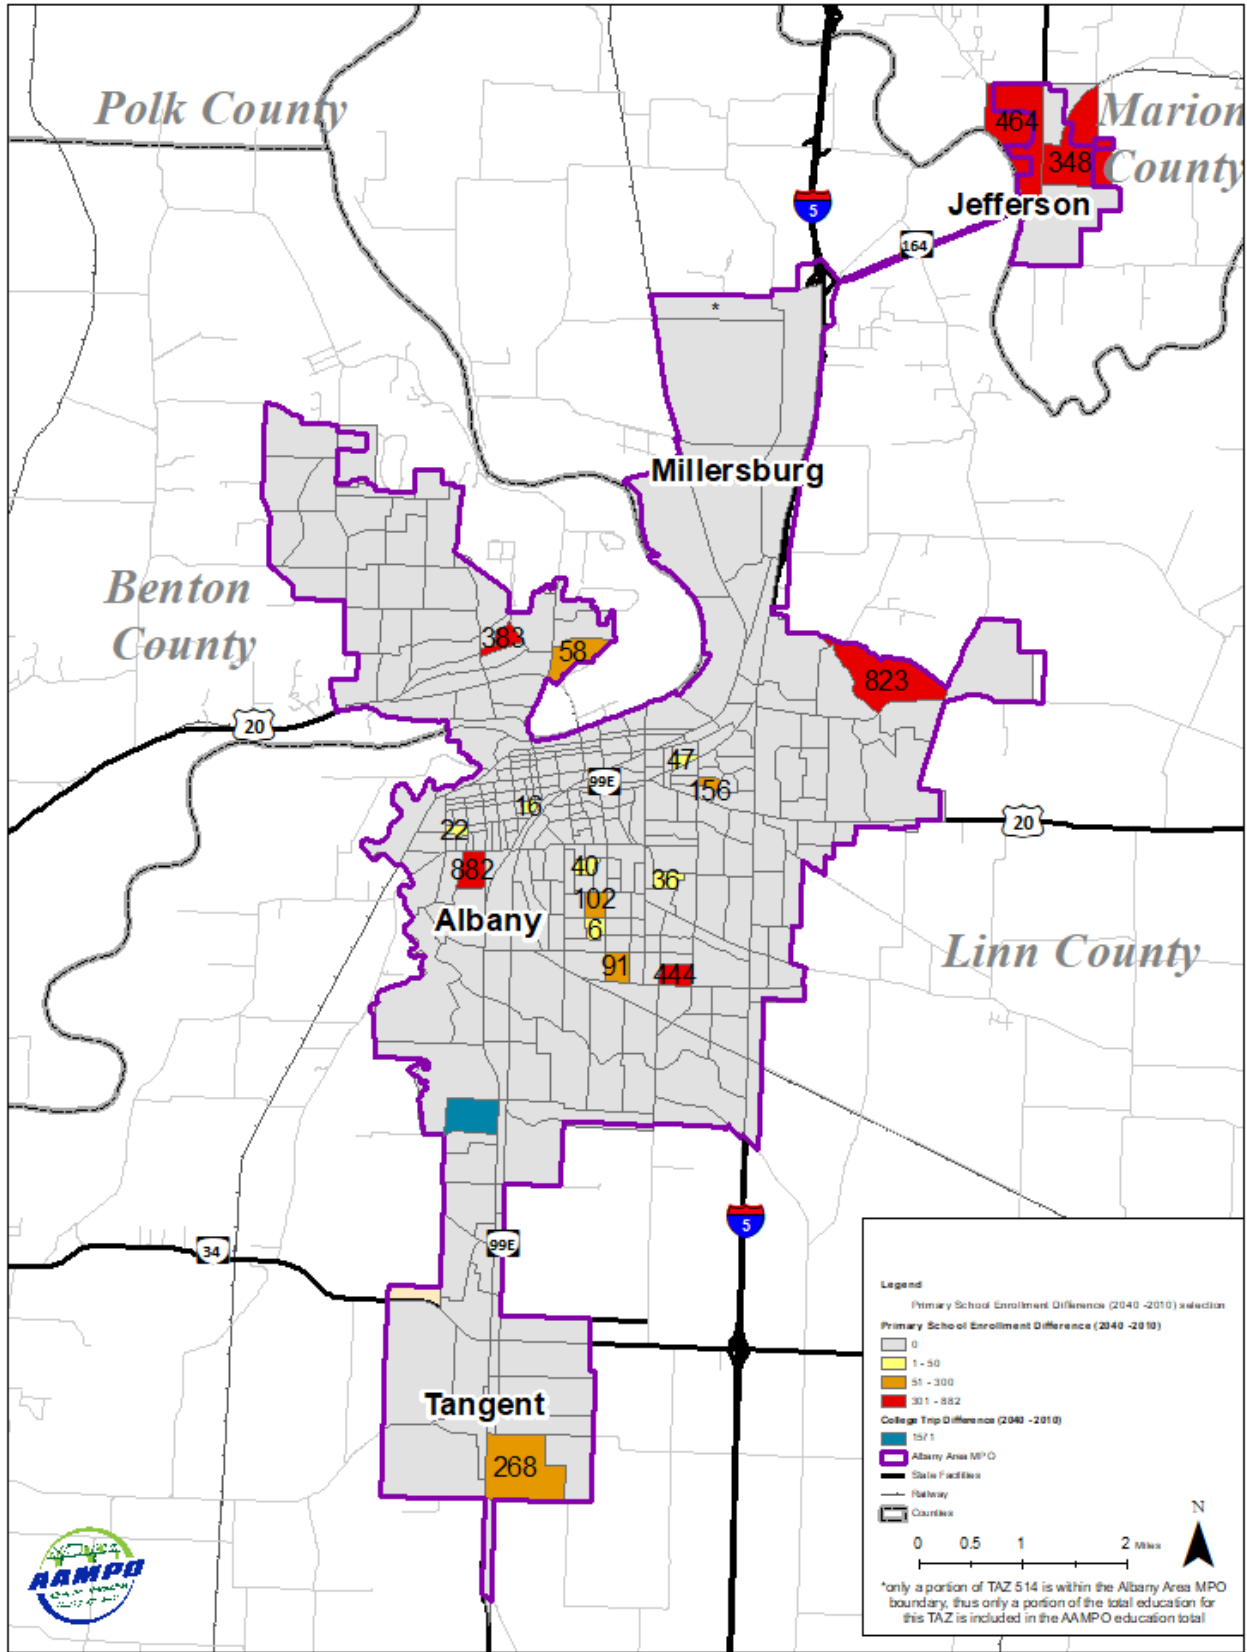 Polk County
Marion
County
464
348
Jefferson
5
164
*
Millersburg
Benton
County
383
58
823
20
47
99E
156
16
22
20
40
882
36
102
Albany
6
Linn County
91
444
5
34
99E
Tangent
268
Legend
Primary School Enrollment Difference (2040 -2010) selection
Primary School Enrollment Difference (2040 -2010)
0
1 - 50
51 - 300
301 - 882
College Trip Difference (2040 -2010)
1571
Albany Area MPO
State Facilities
Railway
Counties
N
0 0.5 1 2 Miles
*only a portion of TAZ 514 is within the Albany Area MPO
boundary, thus only a portion of the total education for
this TAZ is included in the AAMPO education total
AAMPO